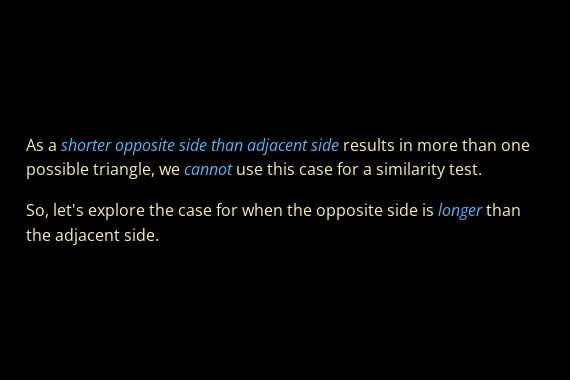 As a shorter opposite side than adjacent side results in more than one
possible triangle, we cannot use this case for a similarity test.
So, let's explore the case for when the opposite side is longer than
the adjacent side.